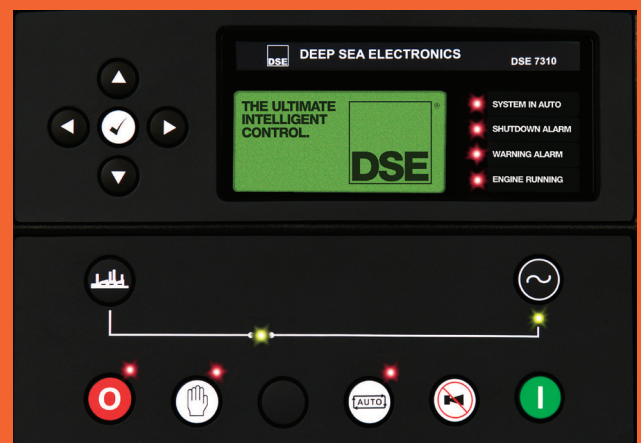 DSE DEEP SEA ELECTRONICS DSE 7310
THE ULTIMATE
INTELLIGENT
CONTROL.
DSE
®
SYSTEM IN AUTO
SHUTDOWN ALARM
WARNING ALARM
ENGINE RUNNING
O
AUTO
I